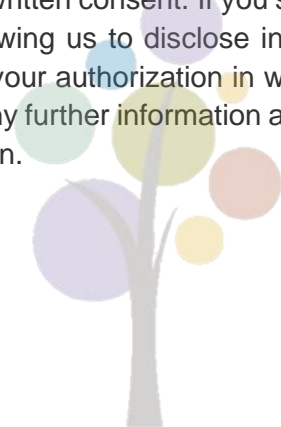 written consent. If you s
wing us to disclose in
your authorization in w
ny further information a
n.